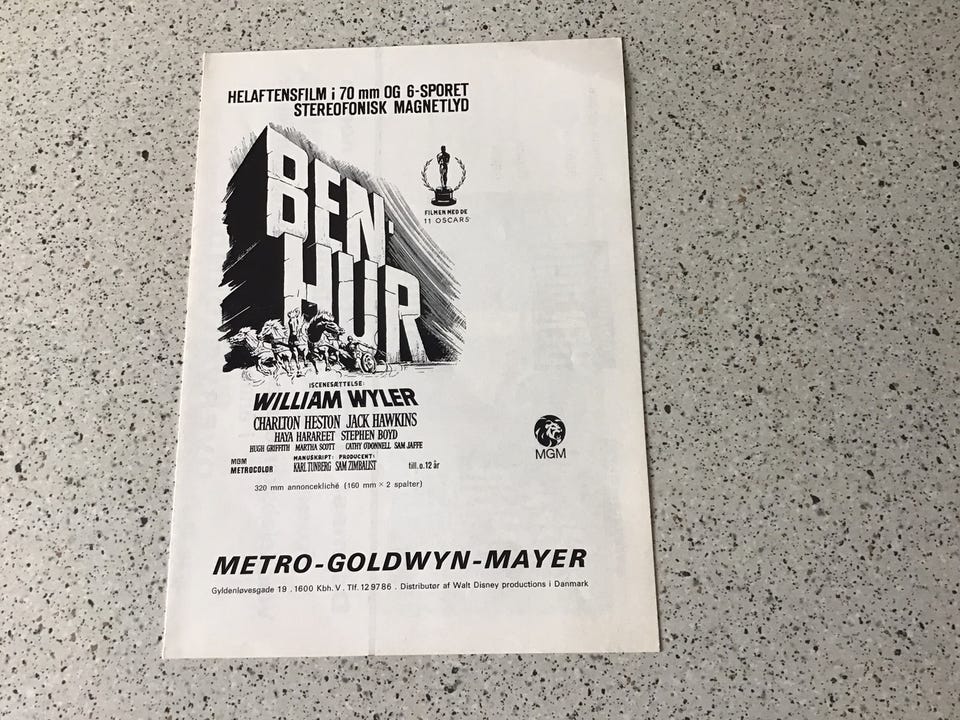 HELAFTENSFILM i 70 mm OG 6-SPORET
STEREOFONISK MAGNETLYD
BEN-
HUR
FILMEN MED DE
11 OSCARS
ISCENESÆTTELSE:
WILLIAM WYLER
CHARLTON HESTON JACK HAWKINS
HAYA HARAREET STEPHEN BOYD
HUGH GRIFFITH MARTHA SCOTT CATHY O'DONNELL SAM JAFFE
MGM
METROCOLOR
MANUSKRIPT: PRODUCENT:
KARL TUNBERG SAM ZIMBALIST
till. o. 12 år
320 mm annoncekliché (160 mm × 2 spalter)
MGM
METRO-GOLDWYN-MAYER
Gyldenløvesgade 19 . 1600 Kbh. V . Tlf. 12 97 86 . Distributør af Walt Disney productions i Danmark